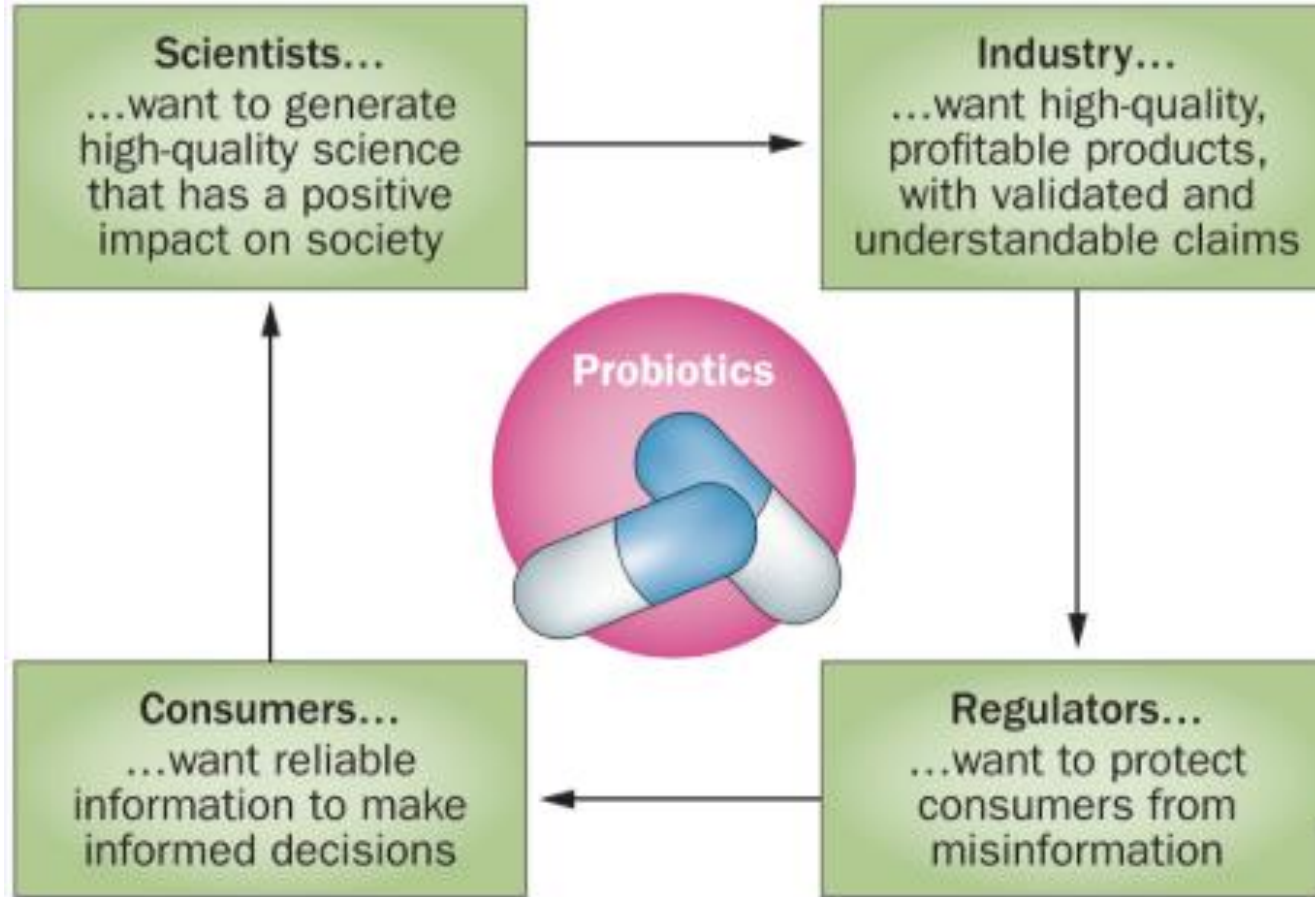 Scientists...
...want to generate
high-quality science
that has a positive
impact on society
Industry...
...want high-quality,
profitable products,
with validated and
understandable claims
Probiotics
Consumers...
...want reliable
information to make
informed decisions
Regulators...
...want to protect
consumers from
misinformation